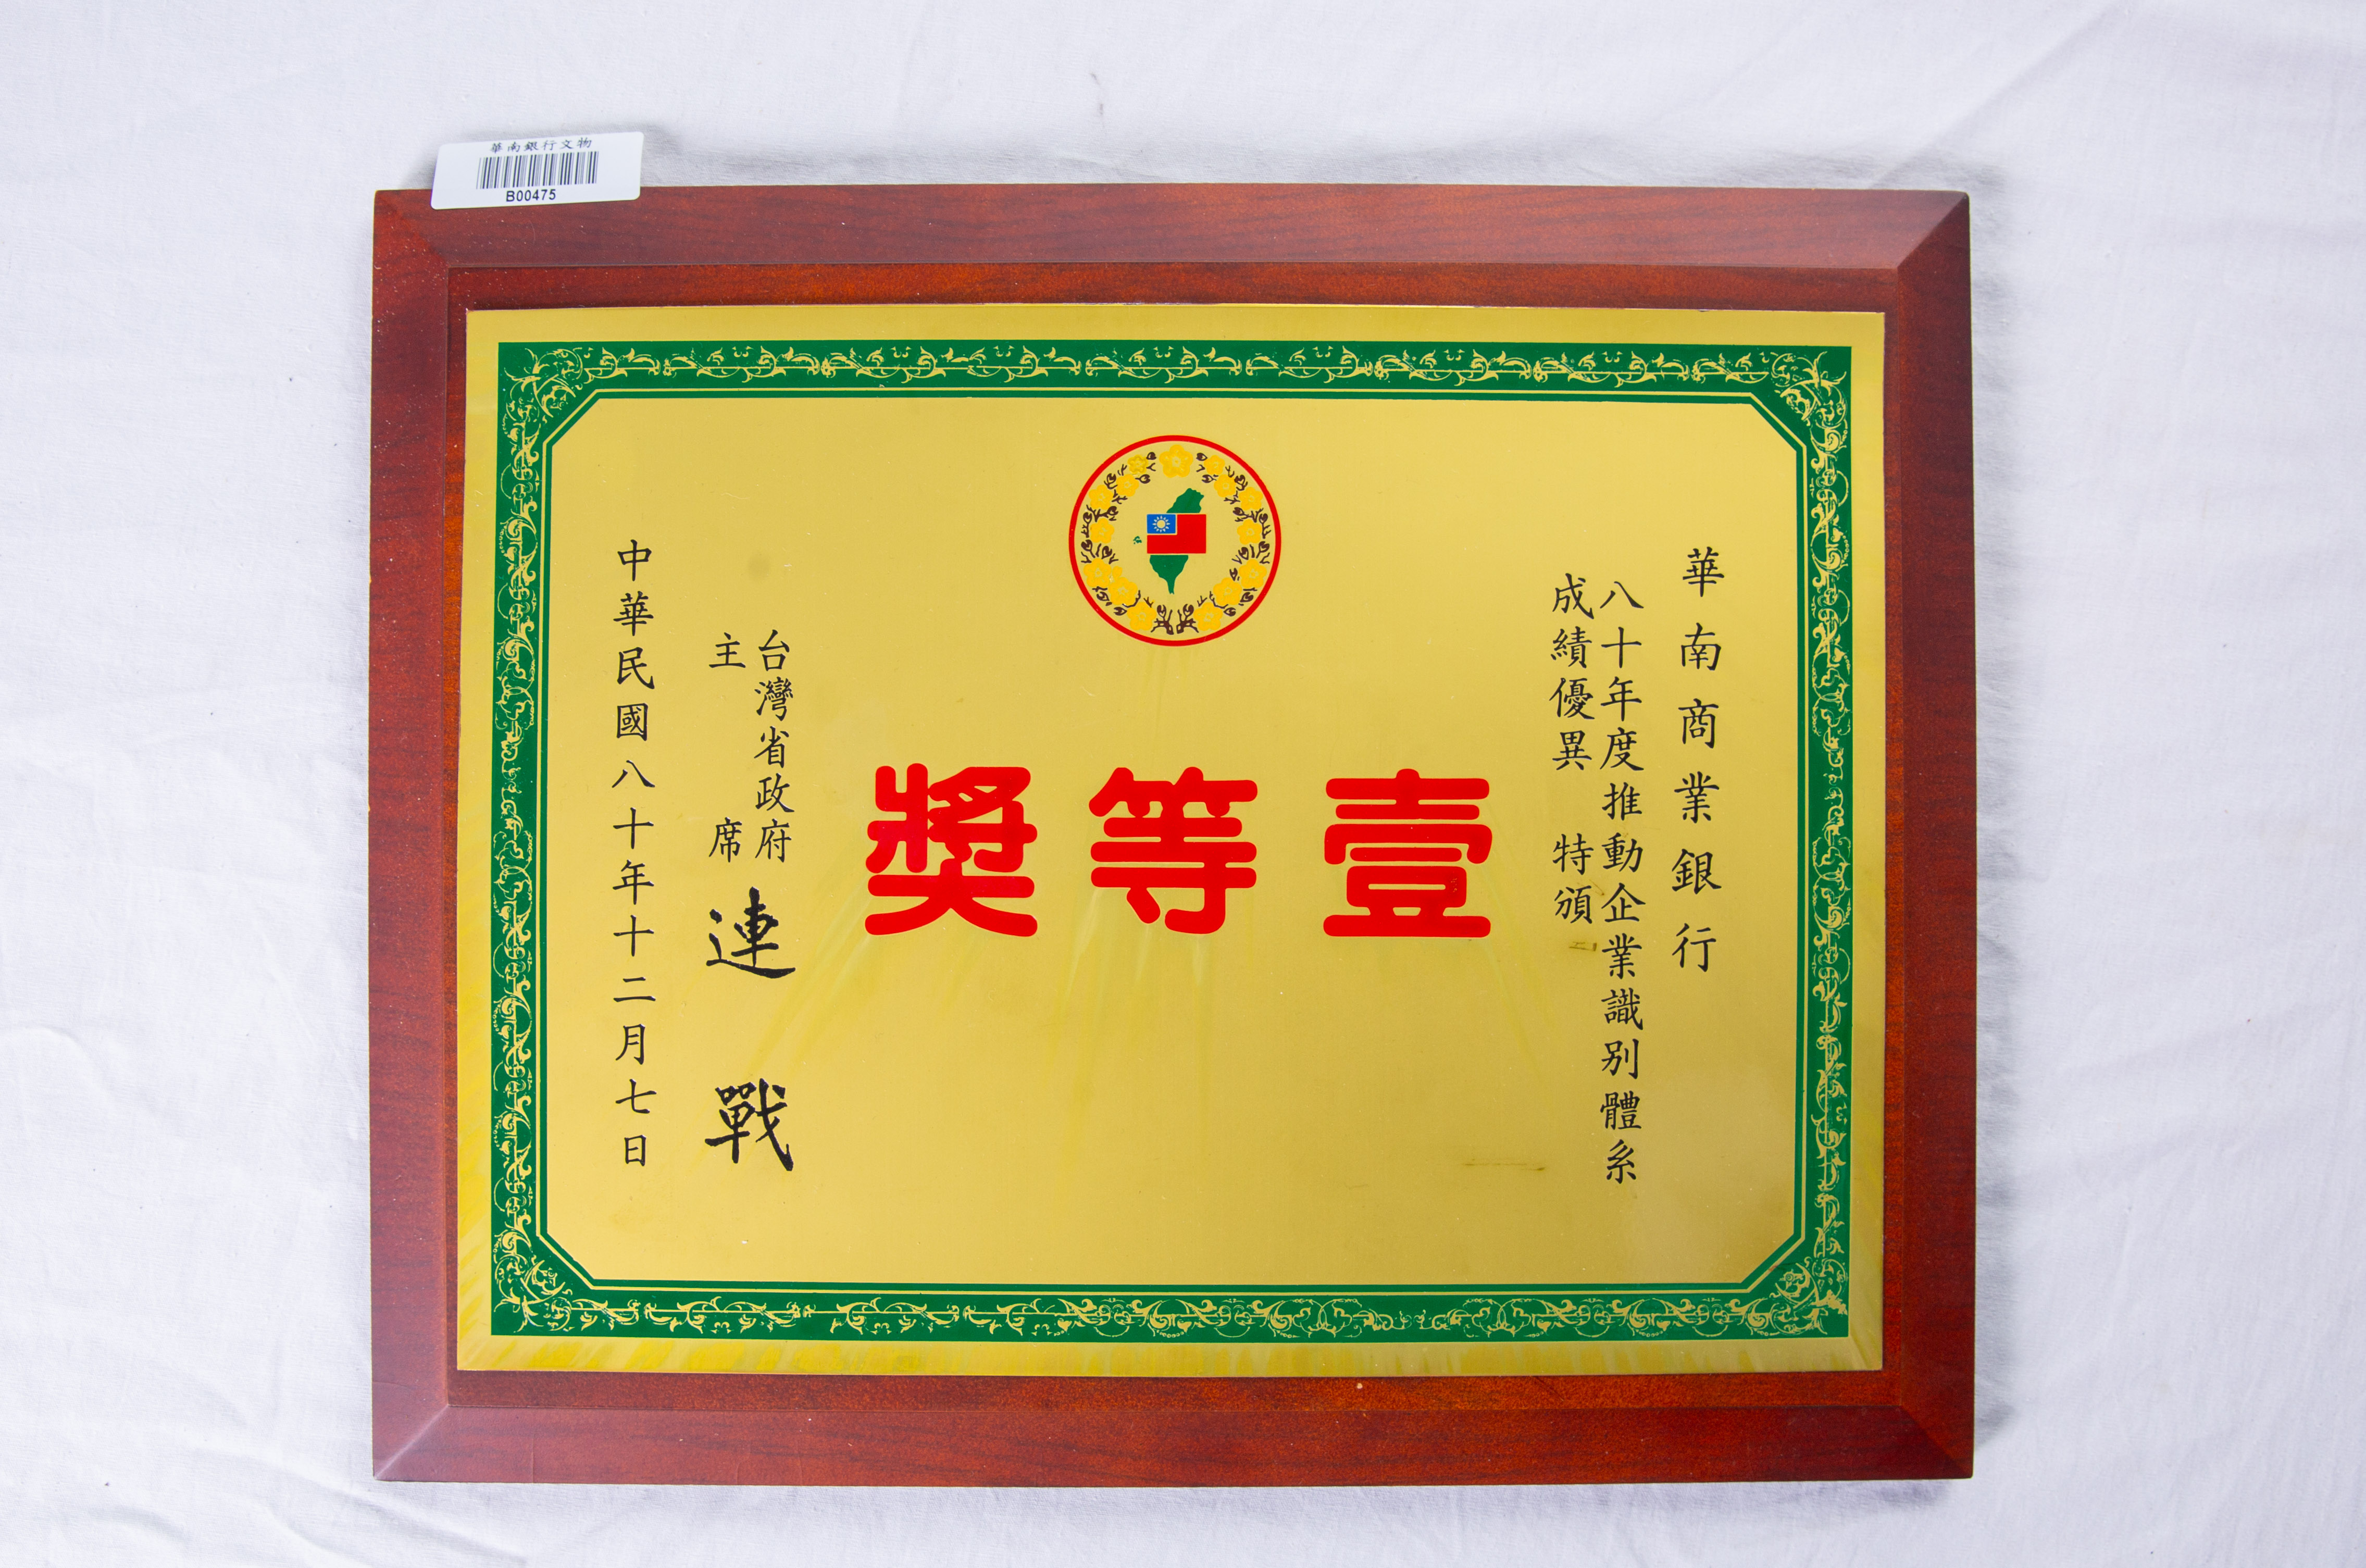 華南銀行文物
B00475
華南商業銀行
八十年度推動企業識別體系
成績優異 特頒
壹等獎
台灣省政府
主席
連戰
中華民國八十年十二月七日